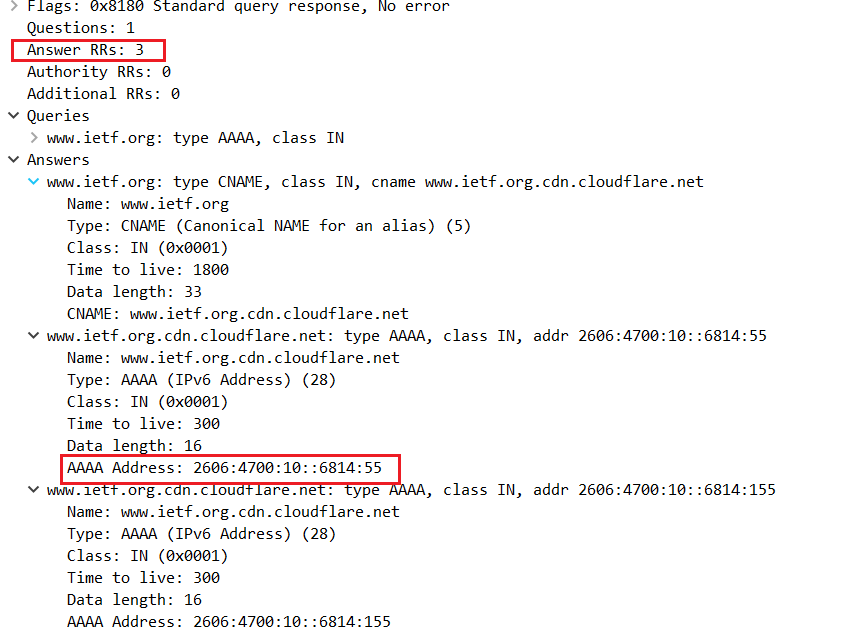 Flags: 0x8180 Standard query response, No error
Questions: 1
Answer RRs: 3
Authority RRs: 0
Additional RRs: 0
Queries
www.ietf.org: type AAAA, class IN
Answers
www.ietf.org: type CNAME, class IN, cname www.ietf.org.cdn.cloudflare.net
Name: www.ietf.org
Type: CNAME (Canonical NAME for an alias) (5)
Class: IN (0x0001)
Time to live: 1800
Data length: 33
CNAME: www.ietf.org.cdn.cloudflare.net
www.ietf.org.cdn.cloudflare.net: type AAAA, class IN, addr 2606:4700:10::6814:55
Name: www.ietf.org.cdn.cloudflare.net
Type: AAAA (IPv6 Address) (28)
Class: IN (0x0001)
Time to live: 300
Data length: 16
AAAA Address: 2606:4700:10::6814:55
www.ietf.org.cdn.cloudflare.net: type AAAA, class IN, addr 2606:4700:10::6814:155
Name: www.ietf.org.cdn.cloudflare.net
Type: AAAA (IPv6 Address) (28)
Class: IN (0x0001)
Time to live: 300
Data length: 16
AAAA Address: 2606:4700:10::6814:155